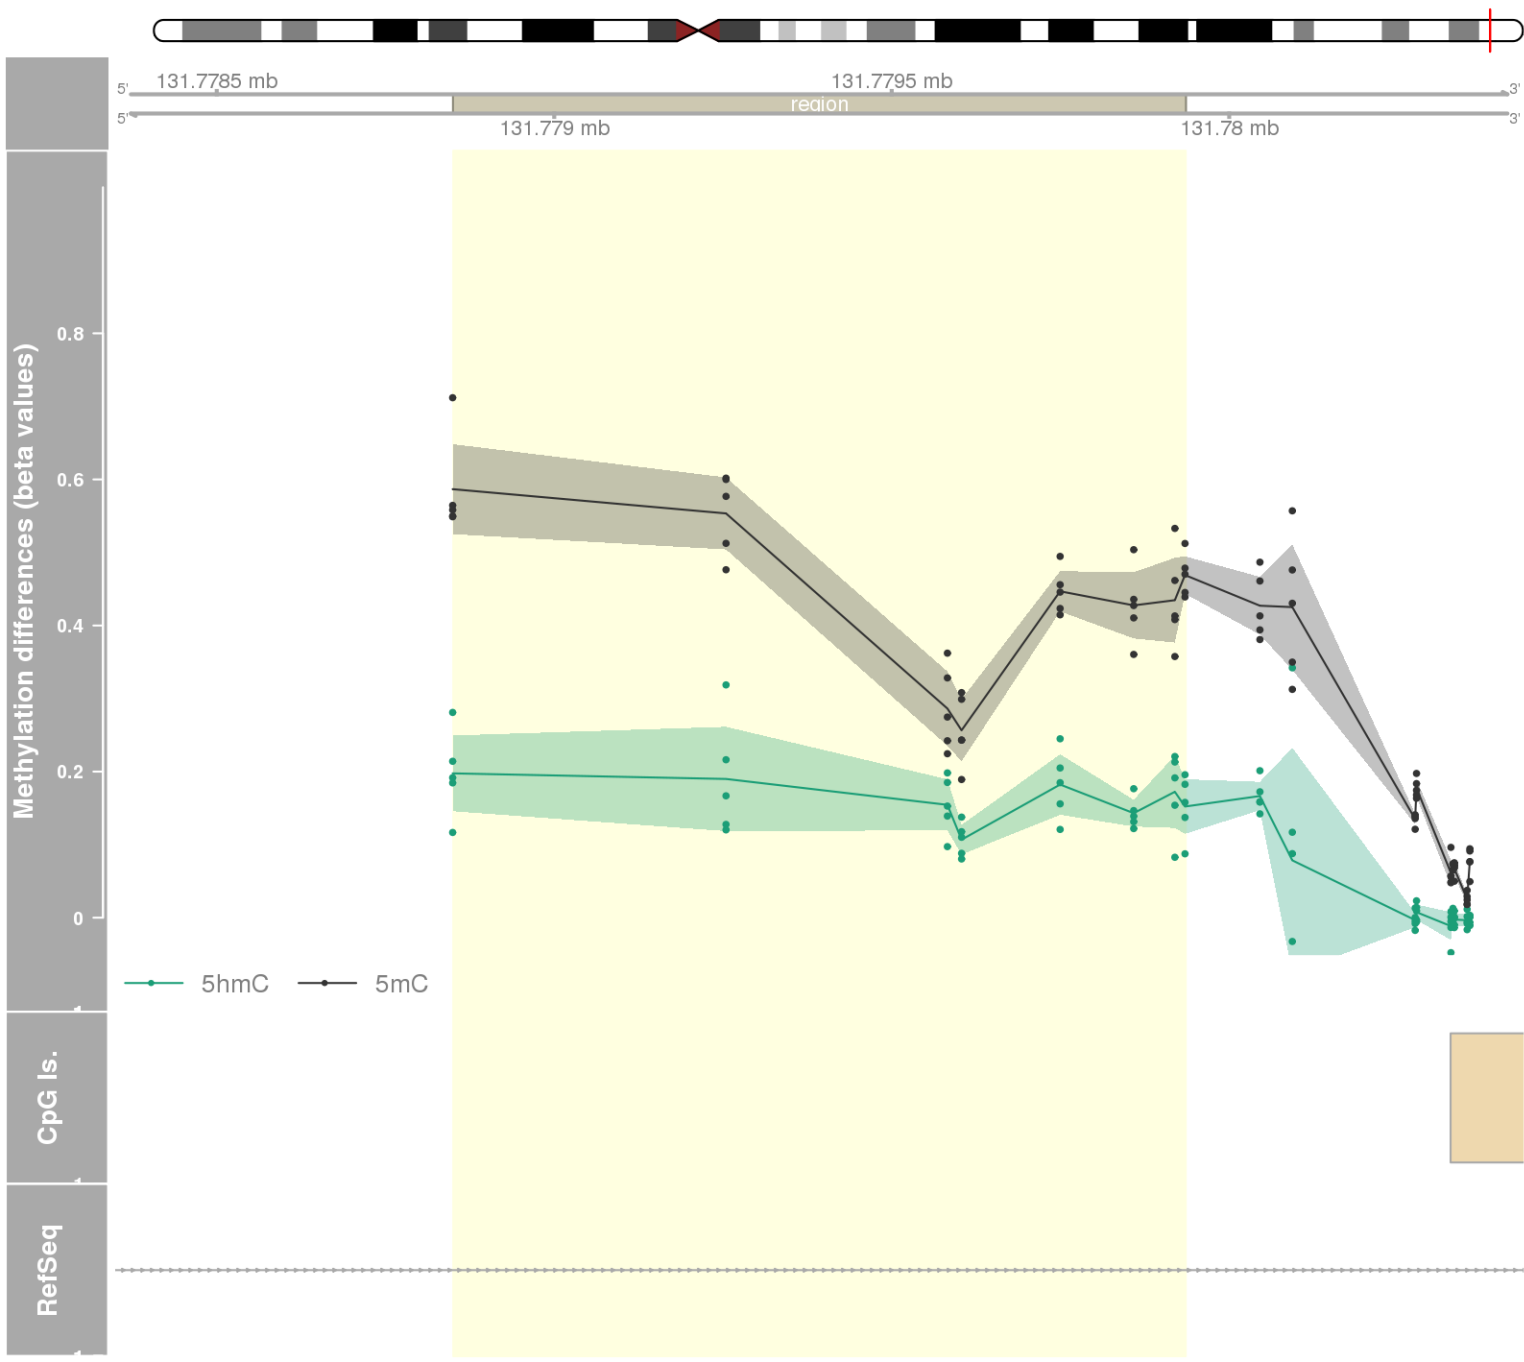 131.7785 mb
131.7795 mb
5'
3'
region
5'
3'
131.779 mb
131.78 mb
Methylation differences (beta values)
0.8
0.6
0.4
0.2
0
5hmC
5mC
CpG Is.
RefSeq